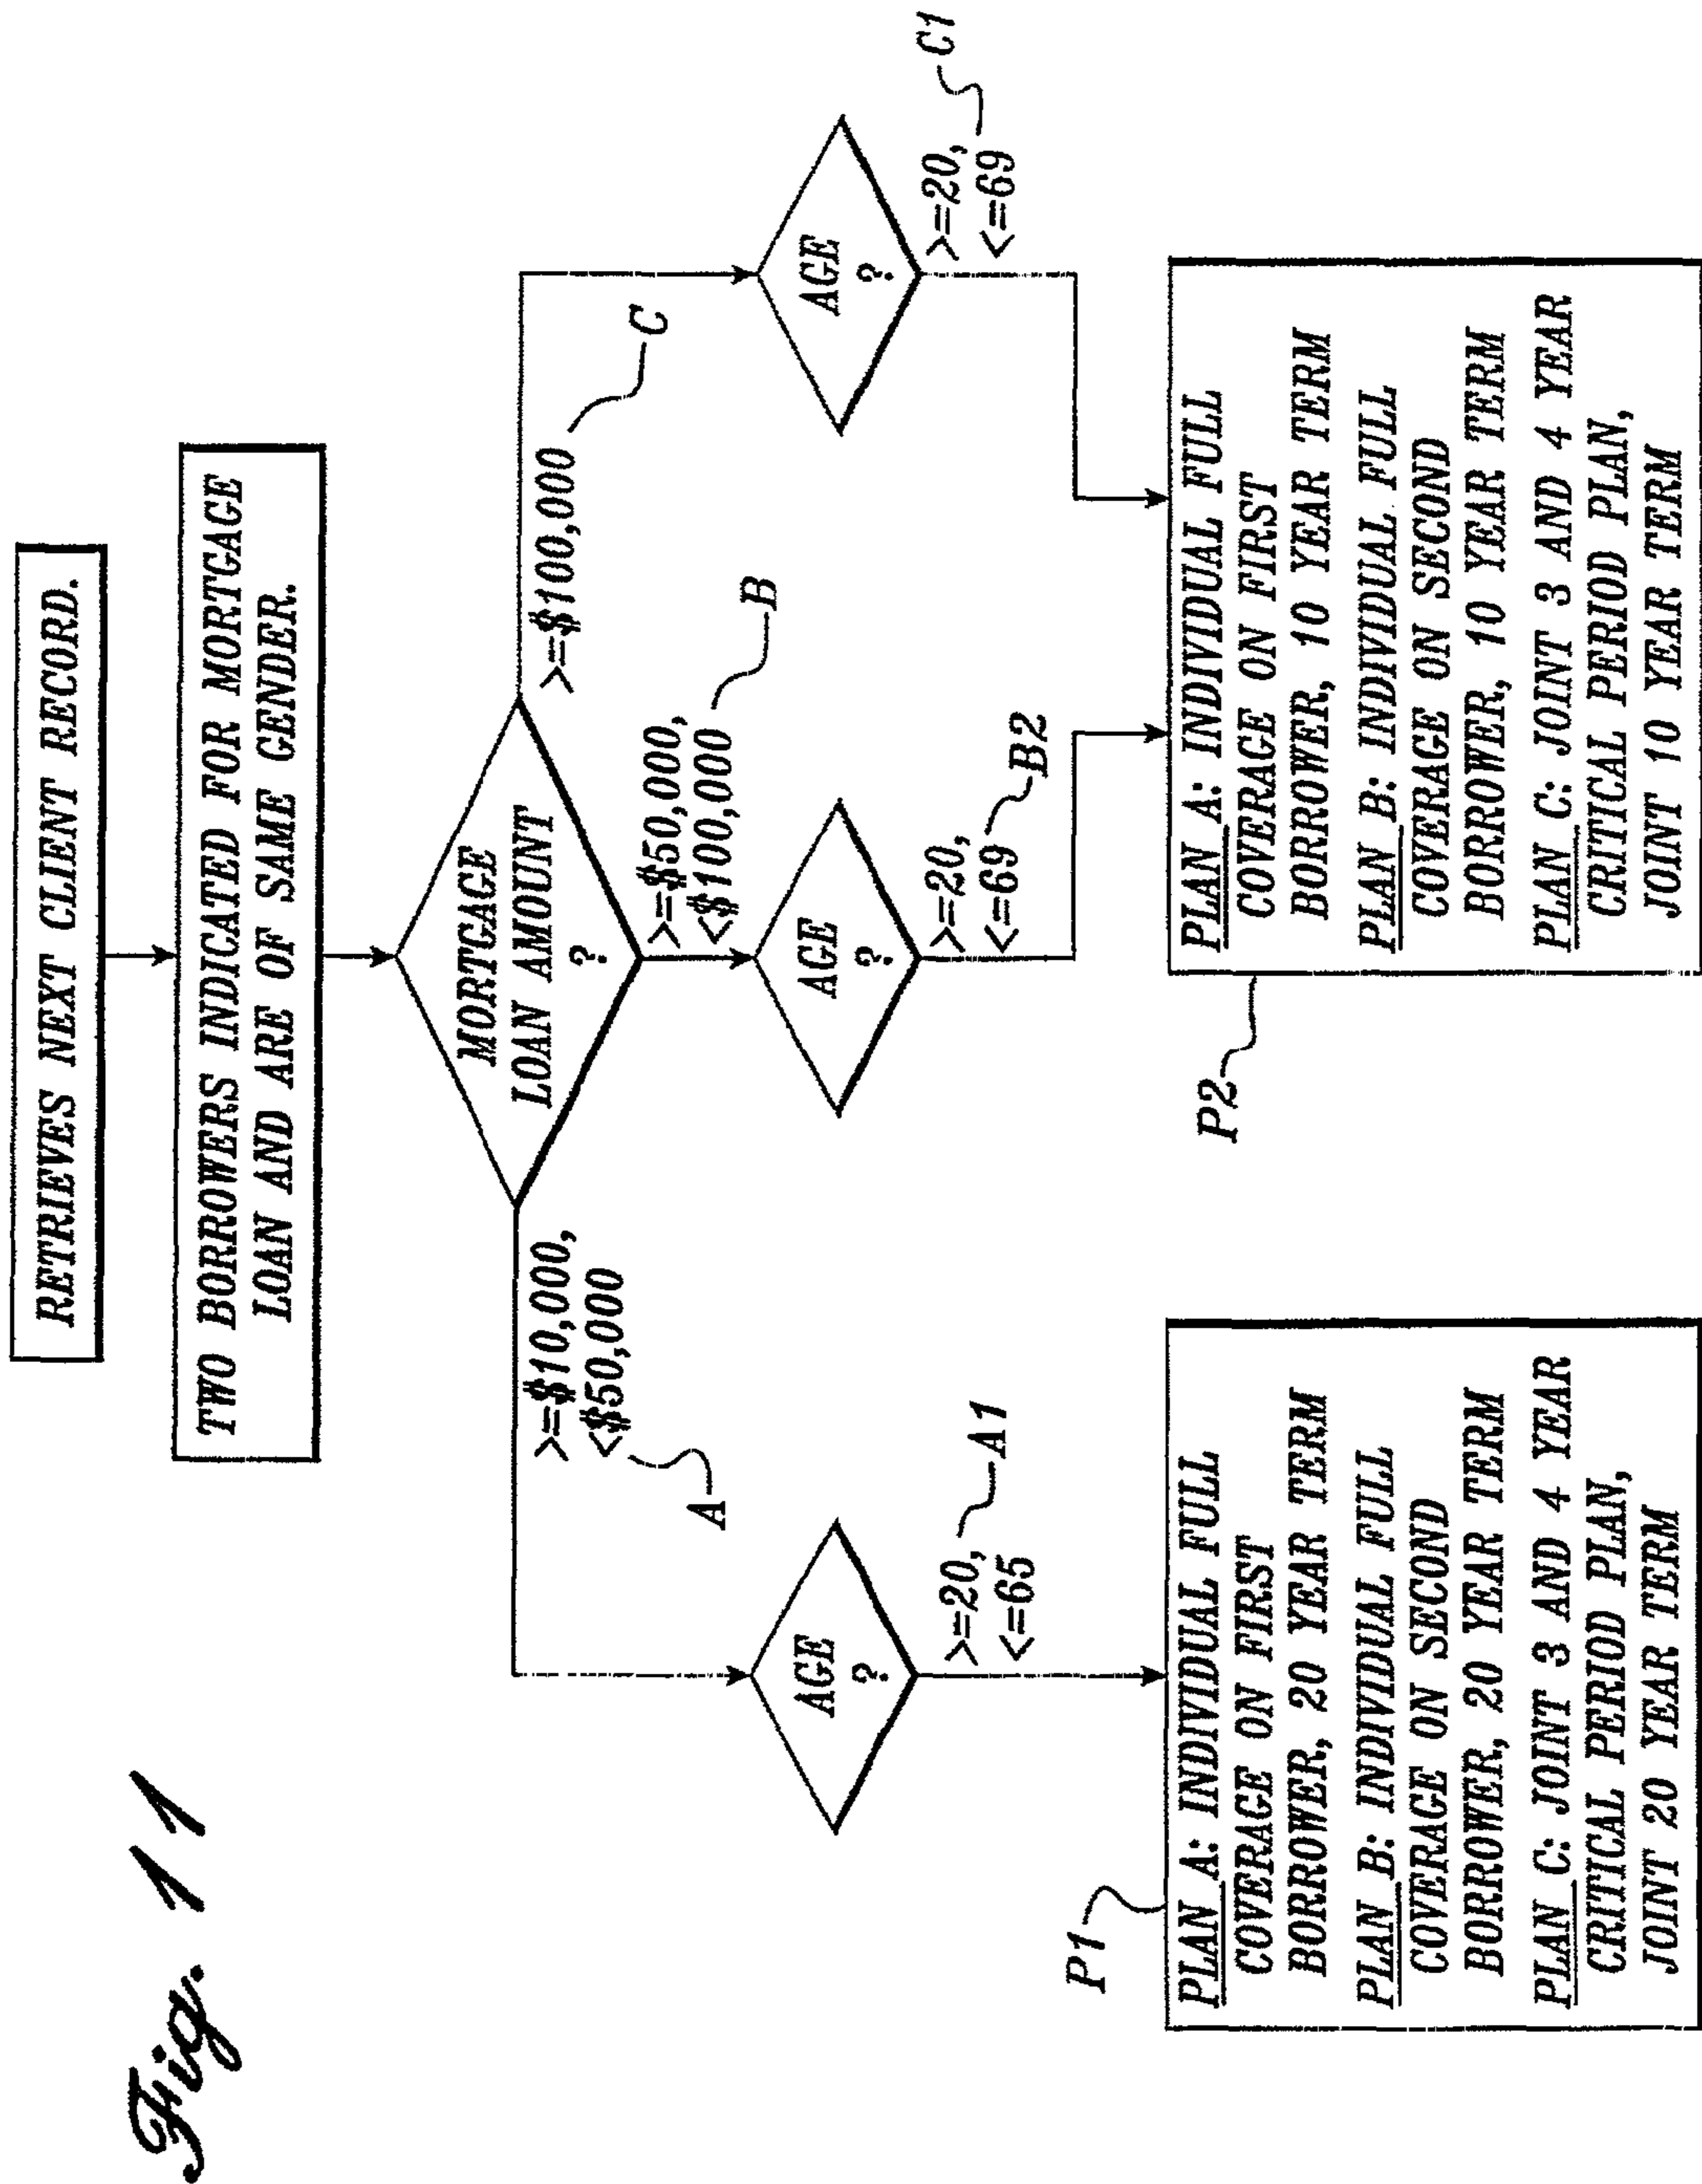 Fig. 11
RETRIEVES NEXT CLIENT RECORD.
TWO BORROWERS INDICATED FOR MORTGAGE
LOAN AND ARE OF SAME GENDER.
MORTGAGE
LOAN AMOUNT
?
>=$10,000,
<$50,000
A
>=$50,000,
<$100,000
B
>=$100,000
C
AGE
?
>=20,
<=65
A1
AGE
?
>=20,
<=69
B2
AGE
?
>=20,
<=69
C1
P1
PLAN A: INDIVIDUAL FULL
COVERAGE ON FIRST
BORROWER, 20 YEAR TERM
PLAN B: INDIVIDUAL FULL
COVERAGE ON SECOND
BORROWER, 20 YEAR TERM
PLAN C: JOINT 3 AND 4 YEAR
CRITICAL PERIOD PLAN,
JOINT 20 YEAR TERM
P2
PLAN A: INDIVIDUAL FULL
COVERAGE ON FIRST
BORROWER, 10 YEAR TERM
PLAN B: INDIVIDUAL FULL
COVERAGE ON SECOND
BORROWER, 10 YEAR TERM
PLAN C: JOINT 3 AND 4 YEAR
CRITICAL PERIOD PLAN,
JOINT 10 YEAR TERM